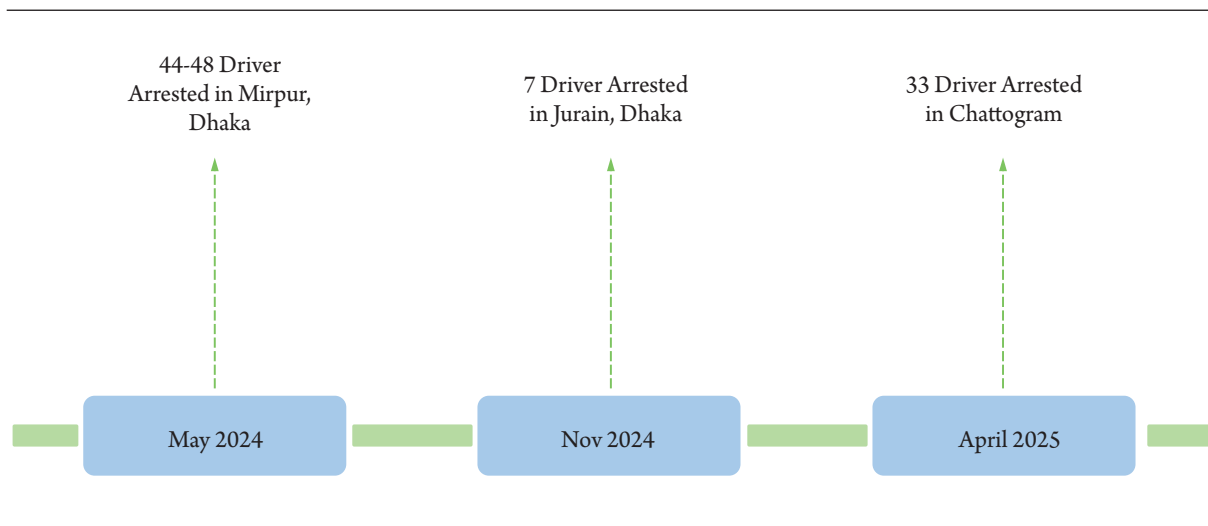 44-48 Driver
Arrested in Mirpur,
Dhaka
7 Driver Arrested
in Jurain, Dhaka
33 Driver Arrested
in Chattogram
May 2024
Nov 2024
April 2025